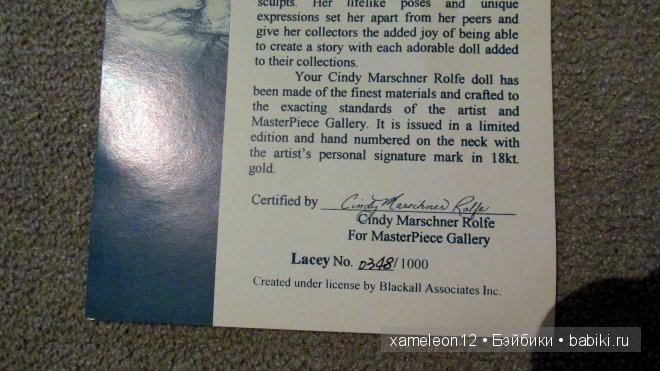 sculpts. Her lifelike poses and unique
expressions set her apart from her peers and
give her collectors the added joy of being able
to create a story with each adorable doll added
to their collections.
Your Cindy Marschner Rolfe doll has
been made of the finest materials and crafted to
the exacting standards of the artist and
MasterPiece Gallery. It is issued in a limited
edition and hand numbered on the neck with
the artist's personal signature mark in 18kt.
gold.
Certified by Cindy Marschner Rolfe
Cindy Marschner Rolfe
For MasterPiece Gallery
Lacey No. 0348/1000
Created under license by Blackall Associates Inc.
xameleon12 • Бэйбики • babiki.ru